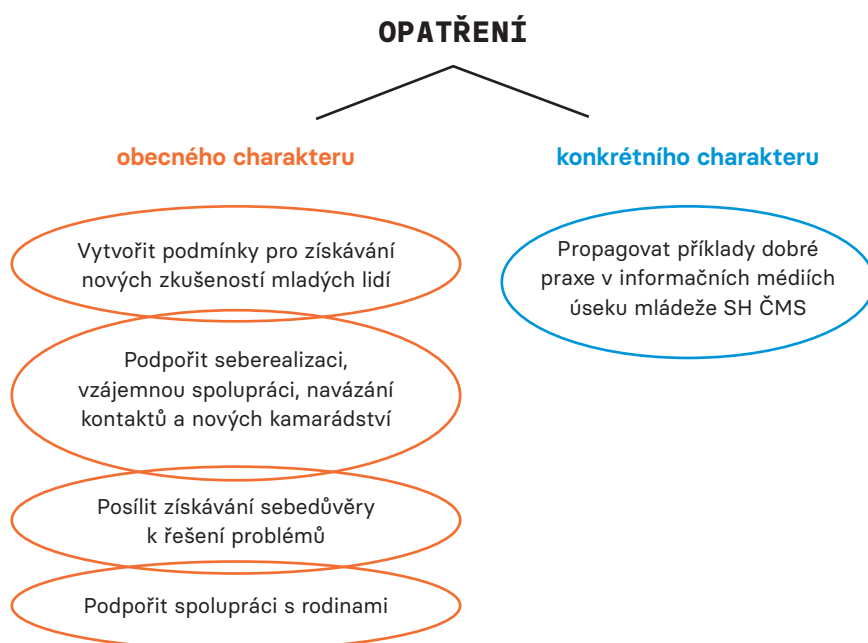 OPATŘENÍ
obecného charakteru
Vytvořit podmínky pro získávání
nových zkušeností mladých lidí
Podpořit seberealizaci,
vzájemnou spolupráci, navázání
kontaktů a nových kamarádství
Posílit získávání sebedůvěry
k řešení problémů
Podpořit spolupráci s rodinami
konkrétního charakteru
Propagovat příklady dobré
praxe v informačních médiích
úseku mládeže SH ČMS